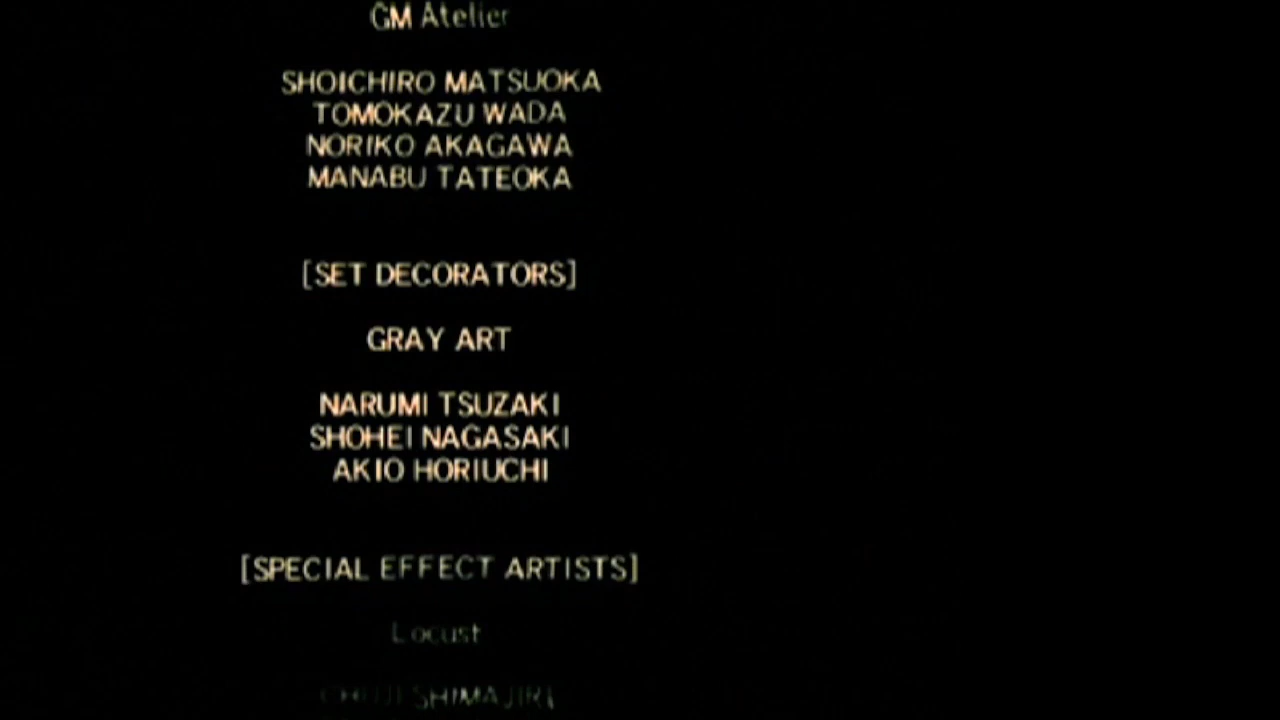 GM Atelier
SHOICHIRO MATSUOKA
TOMOKAZU WADA
NORIKO AKAGAWA
MANABU TATEOKA
[SET DECORATORS]
GRAY ART
NARUMI TSUZAKI
SHOHEI NAGASAKI
AKIO HORIUCHI
[SPECIAL EFFECT ARTISTS]
Locust
SHIMAJIRI